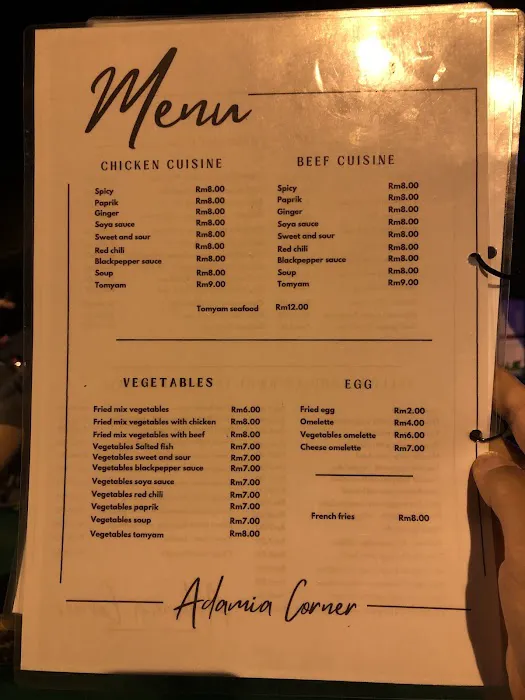 Menu
CHICKEN CUISINE
Spicy Rm8.00
Paprik Rm8.00
Ginger Rm8.00
Soya sauce Rm8.00
Sweet and sour Rm8.00
Red chili Rm8.00
Blackpepper sauce Rm8.00
Soup Rm8.00
Tomyam Rm9.00
BEEF CUISINE
Spicy Rm8.00
Paprik Rm8.00
Ginger Rm8.00
Soya sauce Rm8.00
Sweet and sour Rm8.00
Red chili Rm8.00
Blackpepper sauce Rm8.00
Soup Rm8.00
Tomyam Rm9.00
Tomyam seafood Rm12.00
VEGETABLES
Fried mix vegetables Rm6.00
Fried mix vegetables with chicken Rm8.00
Fried mix vegetables with beef Rm8.00
Vegetables Salted fish Rm7.00
Vegetables sweet and sour Rm7.00
Vegetables blackpepper sauce Rm7.00
Vegetables soya sauce Rm7.00
Vegetables red chili Rm7.00
Vegetables paprik Rm7.00
Vegetables soup Rm7.00
Vegetables tomyam Rm8.00
EGG
Fried egg Rm2.00
Omelette Rm4.00
Vegetables omelette Rm6.00
Cheese omelette Rm7.00
French fries Rm8.00
Adamia Corner